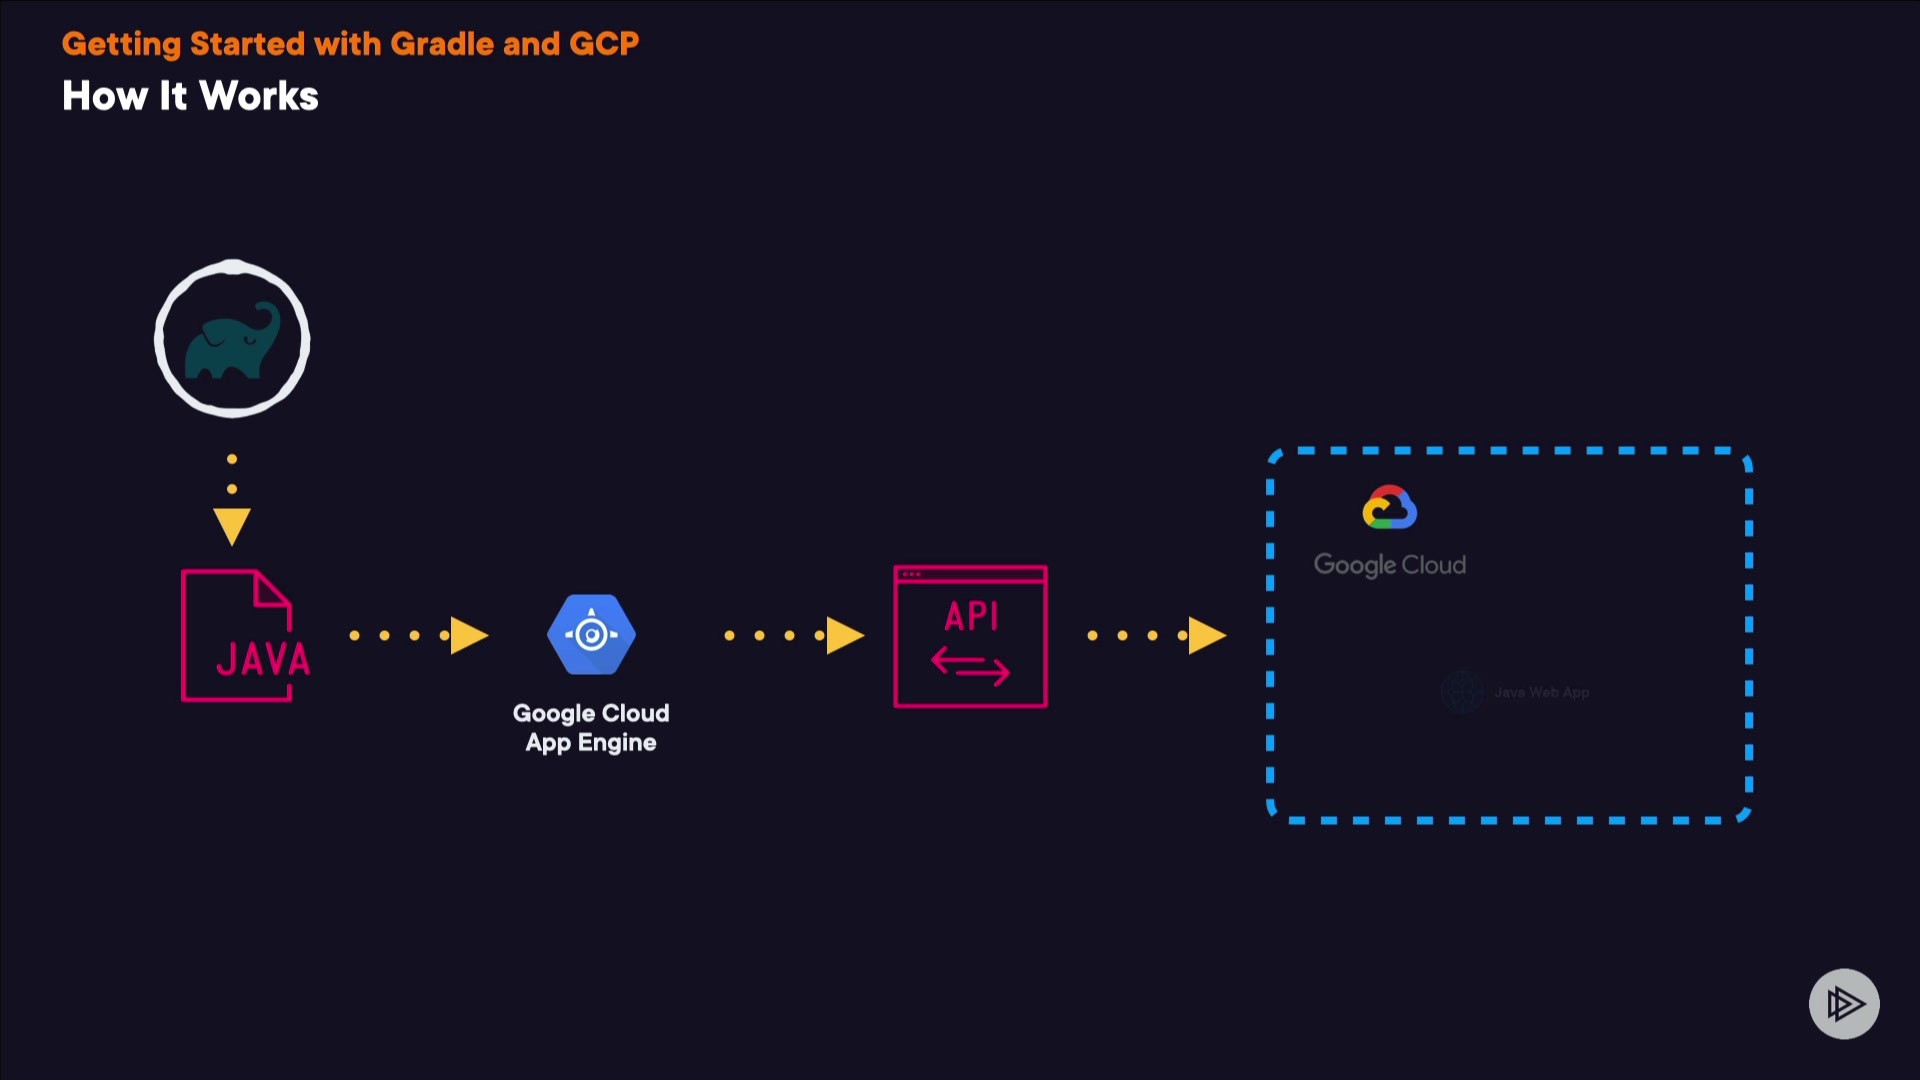 Getting Started with Gradle and GCP
How It Works
JAVA
Google Cloud
App Engine
API
Google Cloud
Java Web App